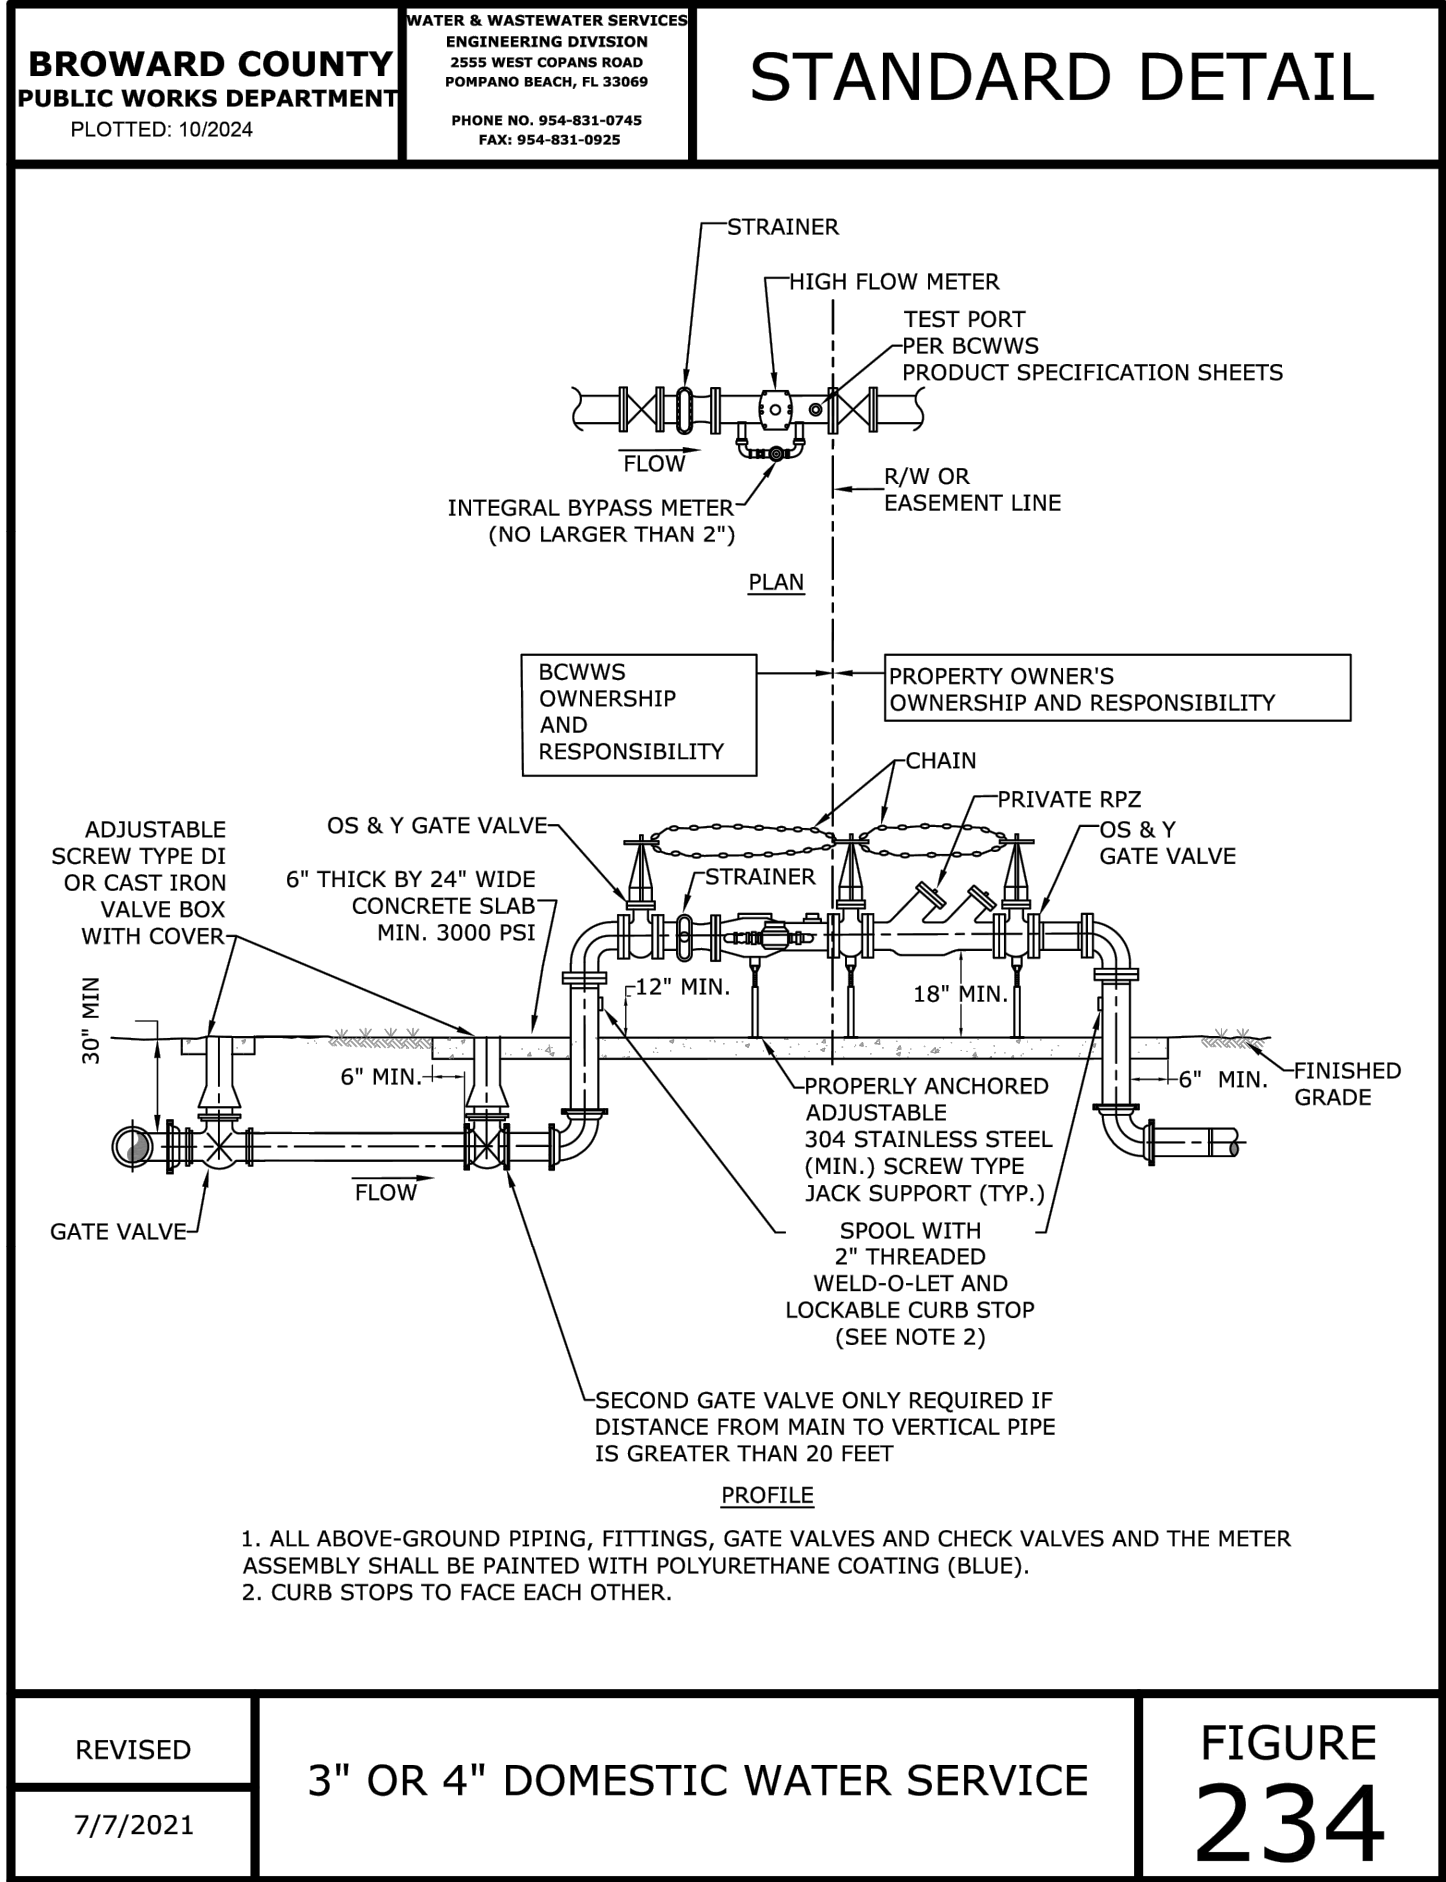 BROWARD COUNTY
PUBLIC WORKS DEPARTMENT
PLOTTED: 10/2024
WATER & WASTEWATER SERVICES
ENGINEERING DIVISION
2555 WEST COPANS ROAD
POMPANO BEACH, FL 33069
PHONE NO. 954-831-0745
FAX: 954-831-0925
STANDARD DETAIL
STRAINER
HIGH FLOW METER
TEST PORT
PER BCWWS
PRODUCT SPECIFICATION SHEETS
FLOW
R/W OR
EASEMENT LINE
INTEGRAL BYPASS METER
(NO LARGER THAN 2")
PLAN
BCWWS
OWNERSHIP
AND
RESPONSIBILITY
PROPERTY OWNER'S
OWNERSHIP AND RESPONSIBILITY
CHAIN
PRIVATE RPZ
OS & Y
GATE VALVE
OS & Y GATE VALVE
ADJUSTABLE
SCREW TYPE DI
OR CAST IRON
VALVE BOX
WITH COVER
6" THICK BY 24" WIDE
CONCRETE SLAB
MIN. 3000 PSI
STRAINER
12" MIN.
18" MIN.
30" MIN
6" MIN.
6" MIN.
FINISHED
GRADE
PROPERLY ANCHORED
ADJUSTABLE
304 STAINLESS STEEL
(MIN.) SCREW TYPE
JACK SUPPORT (TYP.)
FLOW
GATE VALVE
SPOOL WITH
2" THREADED
WELD-O-LET AND
LOCKABLE CURB STOP
(SEE NOTE 2)
SECOND GATE VALVE ONLY REQUIRED IF
DISTANCE FROM MAIN TO VERTICAL PIPE
IS GREATER THAN 20 FEET
PROFILE
1. ALL ABOVE-GROUND PIPING, FITTINGS, GATE VALVES AND CHECK VALVES AND THE METER
ASSEMBLY SHALL BE PAINTED WITH POLYURETHANE COATING (BLUE).
2. CURB STOPS TO FACE EACH OTHER.
REVISED
7/7/2021
3" OR 4" DOMESTIC WATER SERVICE
FIGURE
234